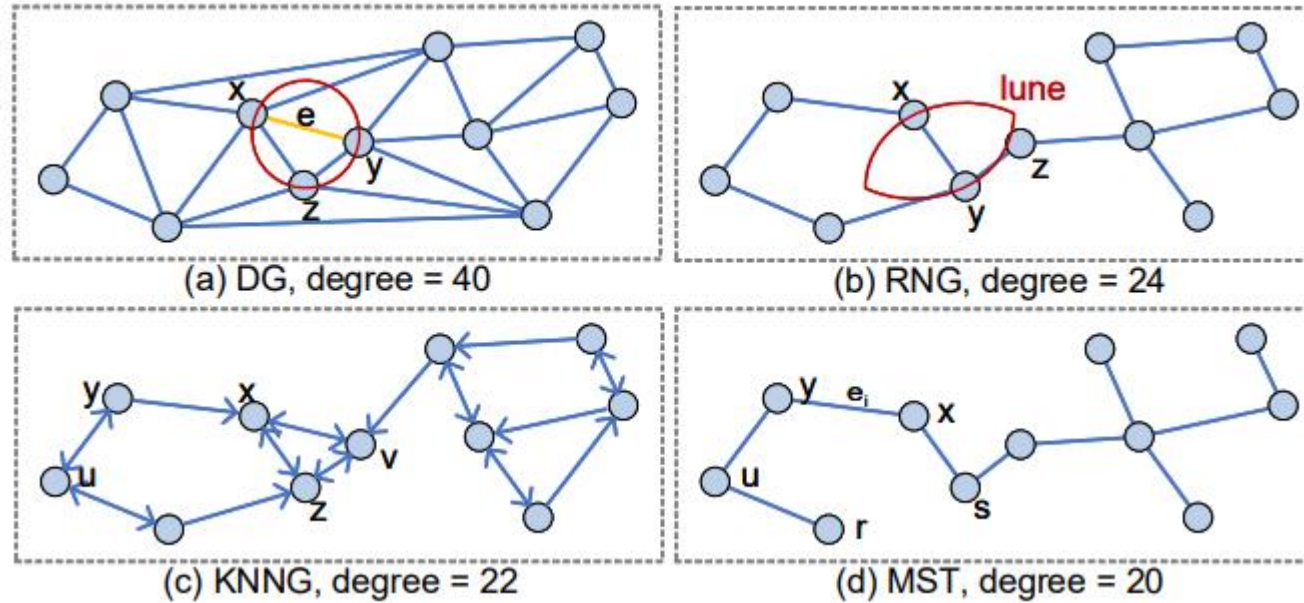 x
e
y
z
(a) DG, degree = 40
x
lune
z
y
(b) RNG, degree = 24
y
x
v
u
z
(c) KNNG, degree = 22
y
eᵢ
x
u
s
r
(d) MST, degree = 20